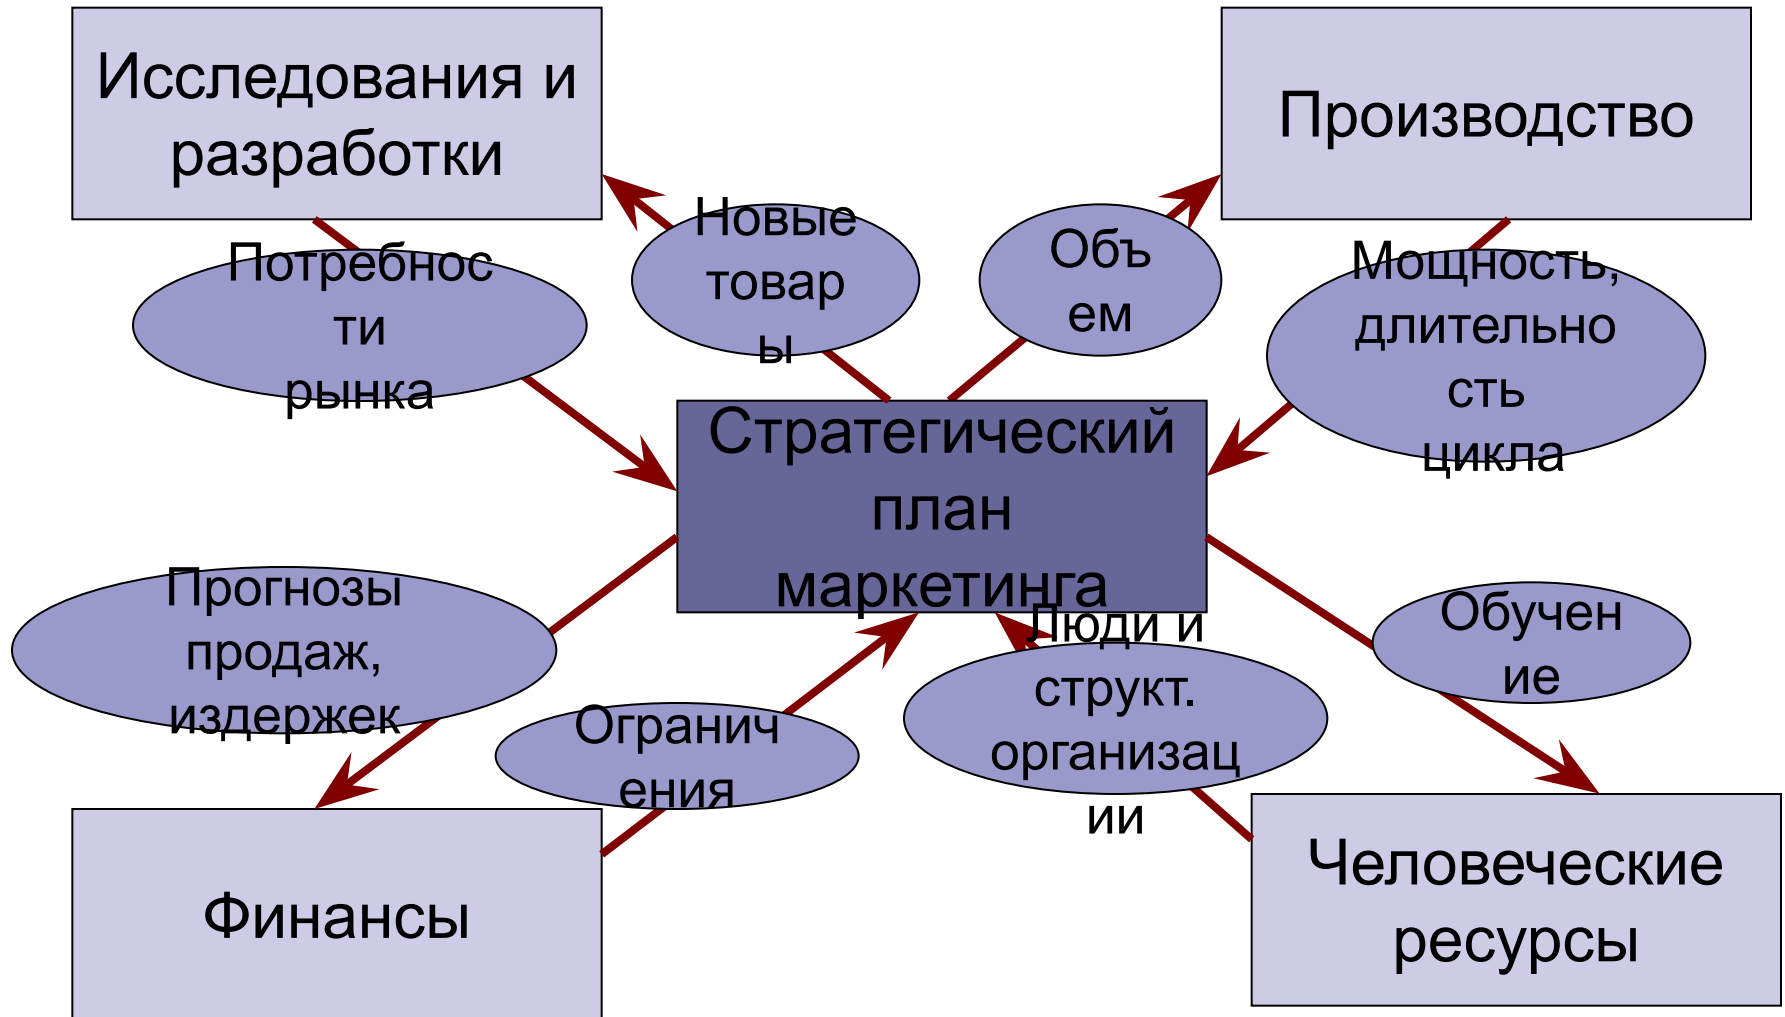 Исследования и
разработки
Производство
Новые
товар
ы
Объ
ем
Потребнос
ти
рынка
Мощность,
длительно
сть
цикла
Стратегический
план
маркетинга
Прогнозы
продаж,
издержек
Огранич
ения
Люди и
структ.
организац
ии
Обучен
ие
Финансы
Человеческие
ресурсы